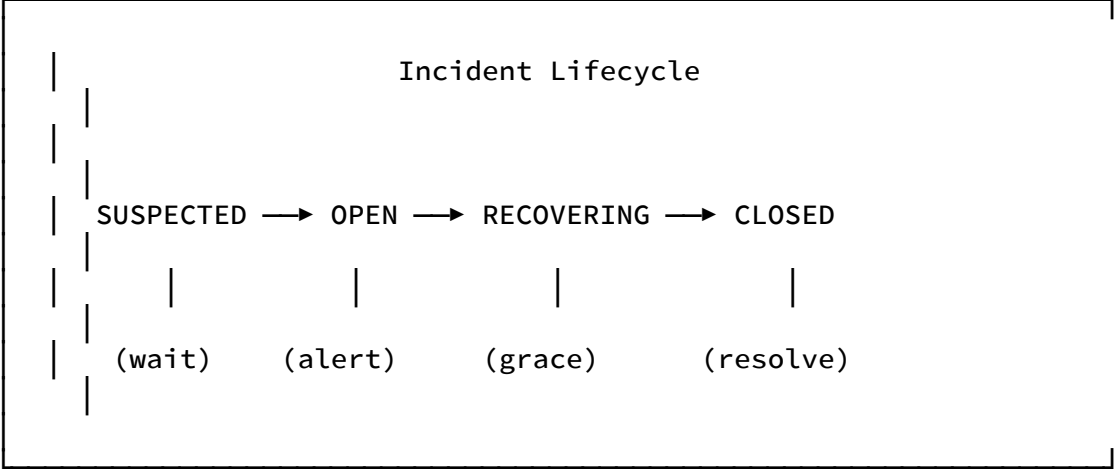 Incident Lifecycle
SUSPECTED ──▶ OPEN ──▶ RECOVERING ──▶ CLOSED
(wait) (alert) (grace) (resolve)